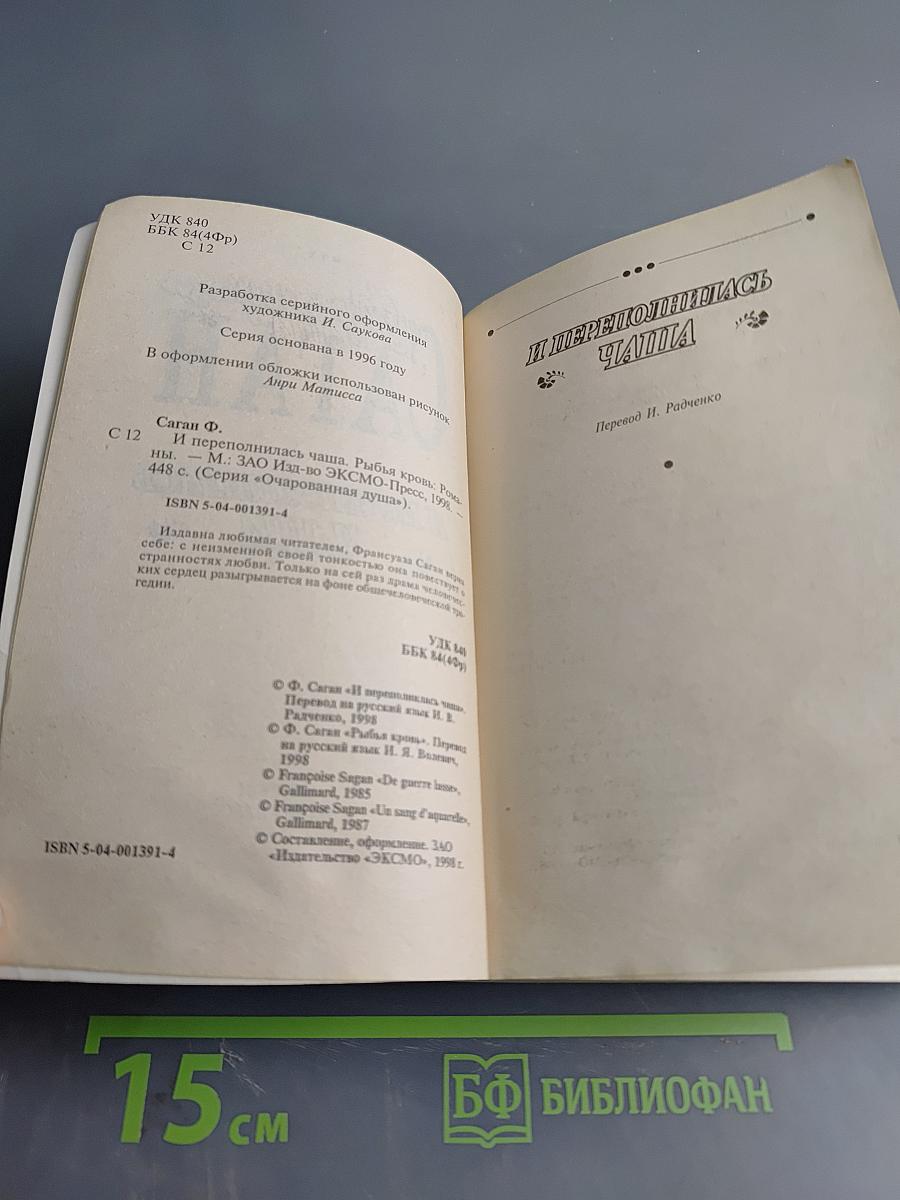 УДК 840
ББК 84(4Фр)
С 12
Разработка серийного оформления
художника И. Саукова
Серия основана в 1996 году
В оформлении обложки использован рисунок
Анри Матисса
Саган Ф.
С 12 И переполнилась чаша. Рыбья кровь: Рома-
ны. — М.: ЗАО Изд-во ЭКСМО-Пресс, 1998. —
448 с. (Серия «Очарованная душа»).
ISBN 5-04-001391-4
Издавна любимая читателем, Франсуаза Саган верна
себе: с неизменной своей тонкостью она повествует о
странностях любви. Только на сей раз драма человечес-
ких сердец разыгрывается на фоне общечеловеческой тра-
гедии.
УДК 840
ББК 84(4Фр)
© Ф. Саган «И переполнилась чаша».
Перевод на русский язык И. В.
Радченко, 1998
© Ф. Саган «Рыбья кровь». Перевод
на русский язык И. Я. Волевич,
1998
© Françoise Sagan «De guerre lasse»,
Gallimard, 1985
© Françoise Sagan «Un sang d'aquarelle»,
Gallimard, 1987
© Составление, оформление. ЗАО
«Издательство «ЭКСМО», 1998 г.
ISBN 5-04-001391-4
И ПЕРЕПОЛНИЛАСЬ
ЧАША
Перевод И. Радченко
15 см
БФ БИБЛИОФАН